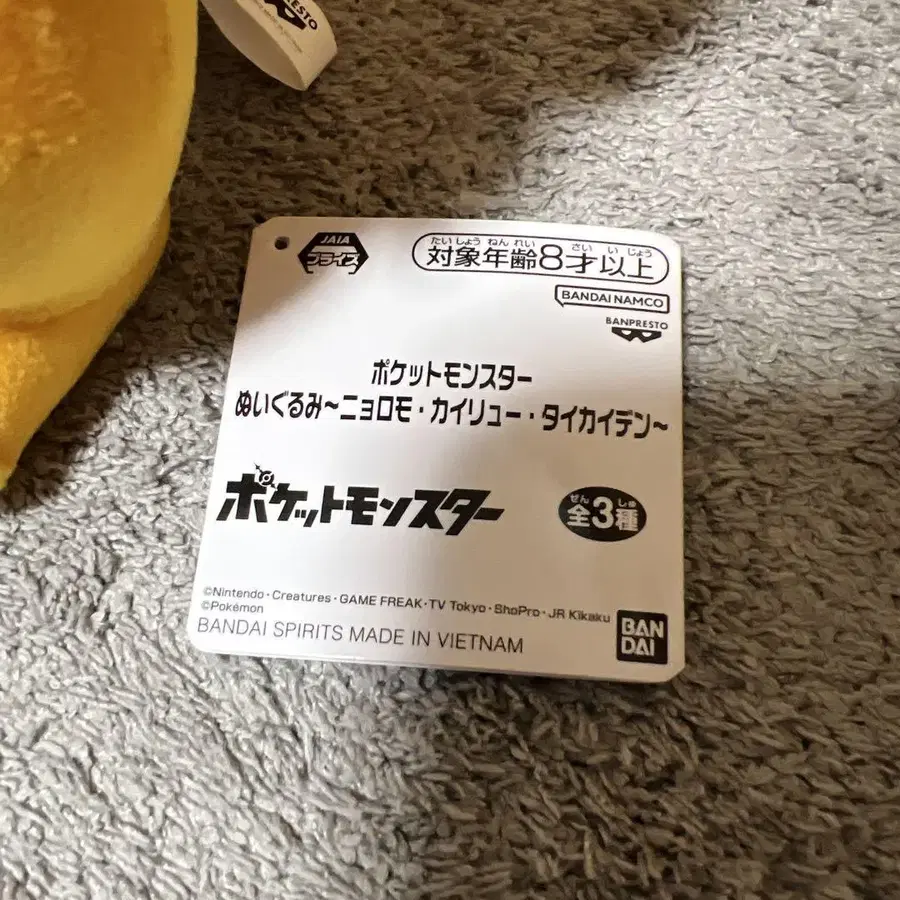 PRESTO
JAIA
プライズ
たいしょう ねん れい さい い じょう
対象年齢8才以上
BANDAI NAMCO
BANPRESTO
ポケットモンスター
ぬいぐるみ~ニョロモ・カイリュー・タイカイデン~
ポケットモンスター
ぜん しゅ
全3種
©Nintendo・Creatures・GAME FREAK・TV Tokyo・ShoPro・JR Kikaku
©Pokémon
BANDAI SPIRITS MADE IN VIETNAM
BAN
DAI